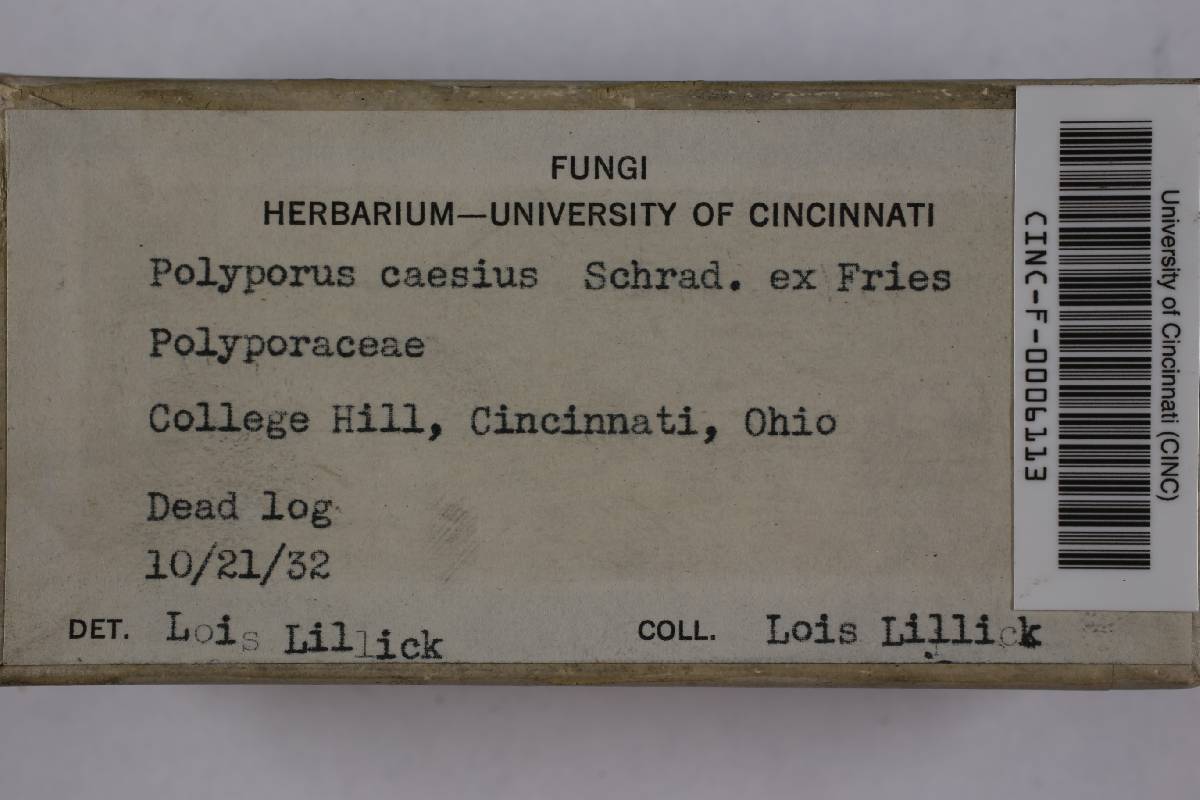 FUNGI
HERBARIUM—UNIVERSITY OF CINCINNATI
Polyporus caesius Schrad. ex Fries
Polyporaceae
College Hill, Cincinnati, Ohio
Dead log
10/21/32
DET. Lois Lillick COLL. Lois Lillick
University of Cincinnati (CINC)
CINC-F-0006113